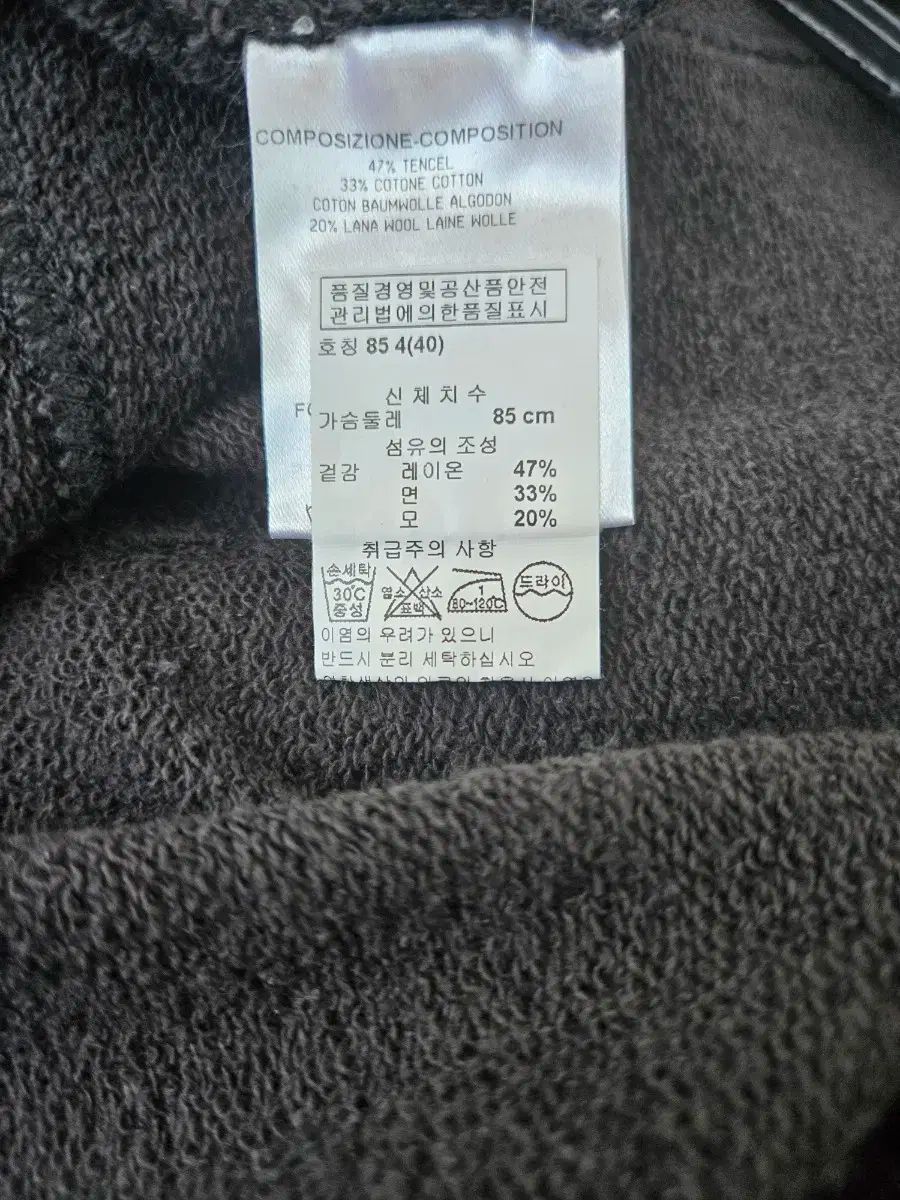 COMPOSIZIONE-COMPOSITION
47% TENCEL
33% COTONE COTTON
COTON BAUMWOLLE ALGODON
20% LANA WOOL LAINE WOLLE
품질경영및공산품안전
관리법에의한품질표시
호칭 85 4(40)
신체치수
가슴둘레 85 cm
섬유의 조성
겉감 레이온 47%
면 33%
모 20%
취급주의 사항
손세탁 30℃ 중성
염소 산소 표백
1 80~120℃
드라이
이염의 우려가 있으니
반드시 분리 세탁하십시오